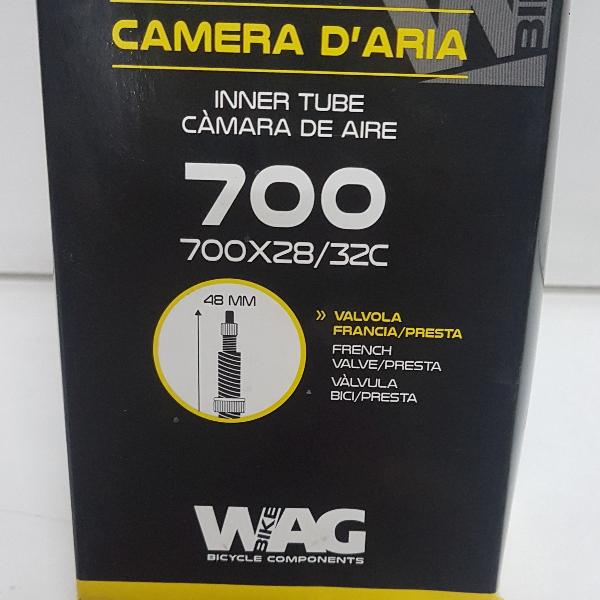 CAMERA D'ARIA
INNER TUBE
CÀMARA DE AIRE
700
700X28/32C
48 MM
» VALVOLA
FRANCIA/PRESTA
FRENCH
VALVE/PRESTA
VÀLVULA
BICI/PRESTA
WAG
BIKE
BICYCLE COMPONENTS